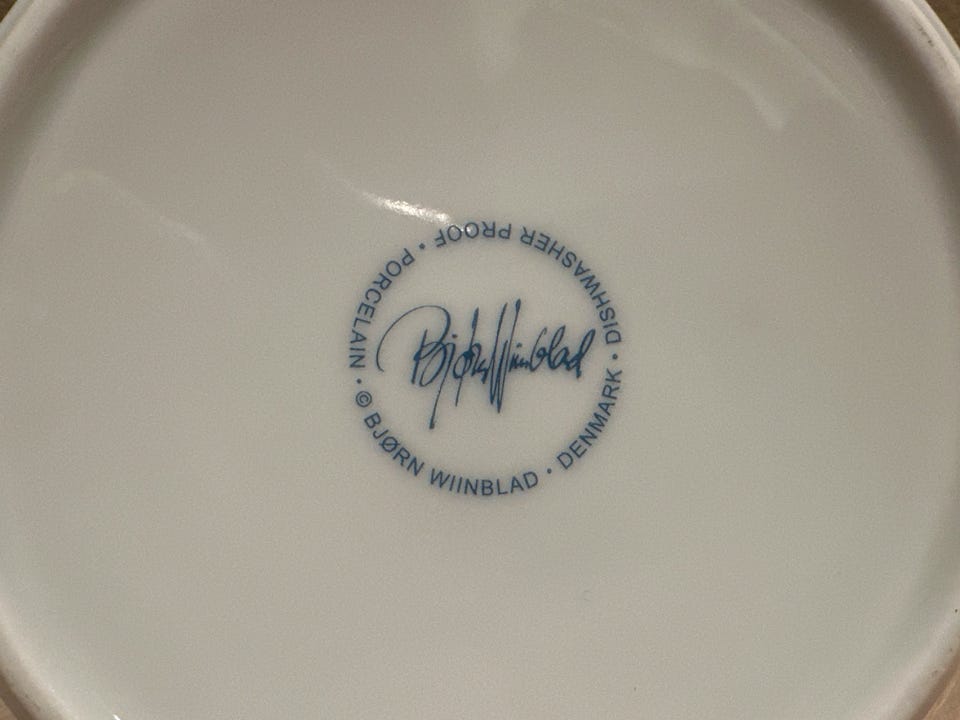 Bjørn Wiinblad
© BJØRN WIINBLAD • DENMARK • DISHWASHER PROOF • PORCELAIN •